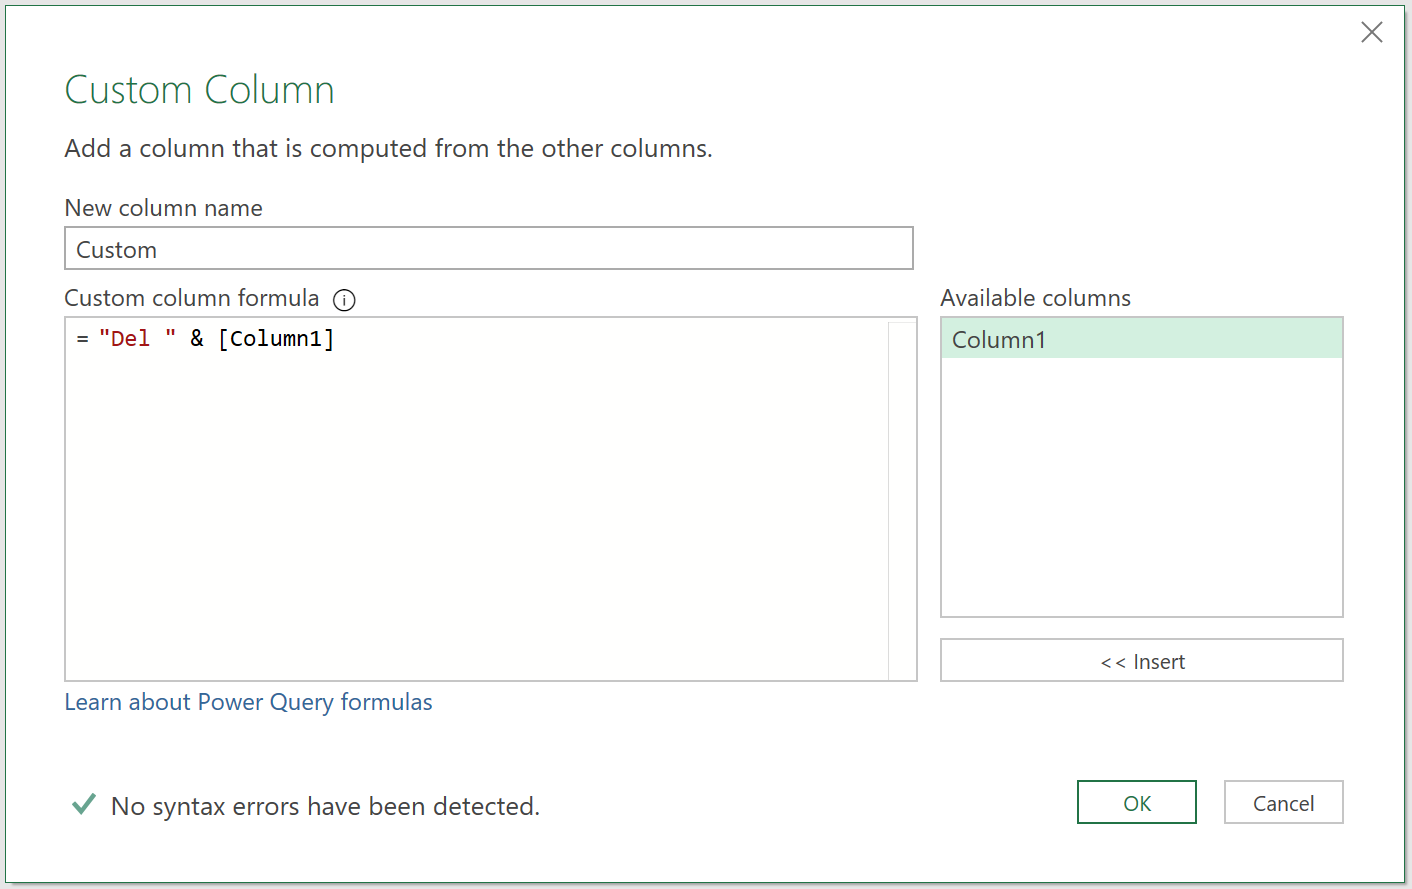 Custom Column
Add a column that is computed from the other columns.
New column name
Custom
Custom column formula
Available columns
= "Del " & [Column1]
Column1
<< Insert
Learn about Power Query formulas
No syntax errors have been detected.
OK
Cancel